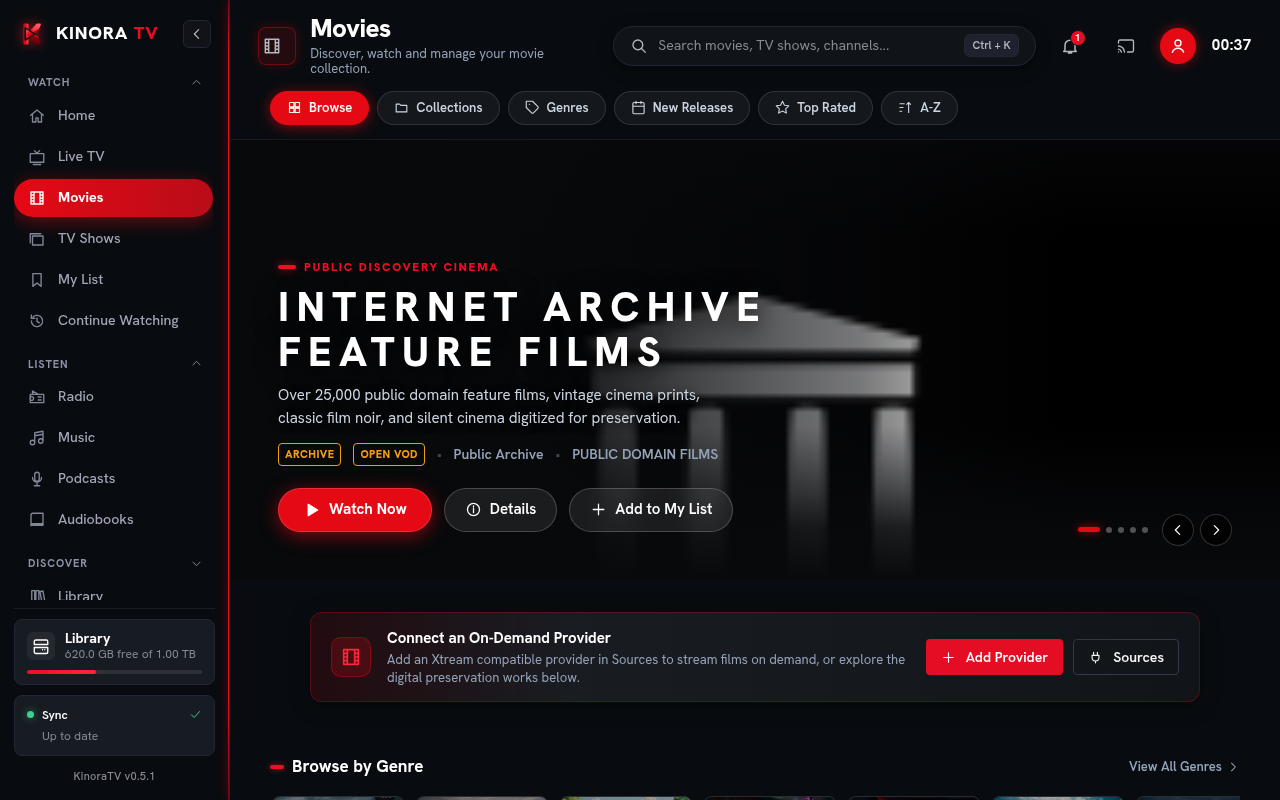 KINORA TV
WATCH
Home
Live TV
Movies
TV Shows
My List
Continue Watching
LISTEN
Radio
Music
Podcasts
Audiobooks
DISCOVER
Library
Library
620.0 GB free of 1.00 TB
Sync
Up to date
KinoraTV v0.5.1
Movies
Discover, watch and manage your movie
collection.
Search movies, TV shows, channels...
Ctrl + K
1
00:37
Browse
Collections
Genres
New Releases
Top Rated
A-Z
PUBLIC DISCOVERY CINEMA
INTERNET ARCHIVE
FEATURE FILMS
Over 25,000 public domain feature films, vintage cinema prints,
classic film noir, and silent cinema digitized for preservation.
ARCHIVE OPEN VOD • Public Archive • PUBLIC DOMAIN FILMS
Watch Now
Details
Add to My List
Connect an On-Demand Provider
Add an Xtream compatible provider in Sources to stream films on demand, or explore the
digital preservation works below.
Add Provider
Sources
Browse by Genre
View All Genres